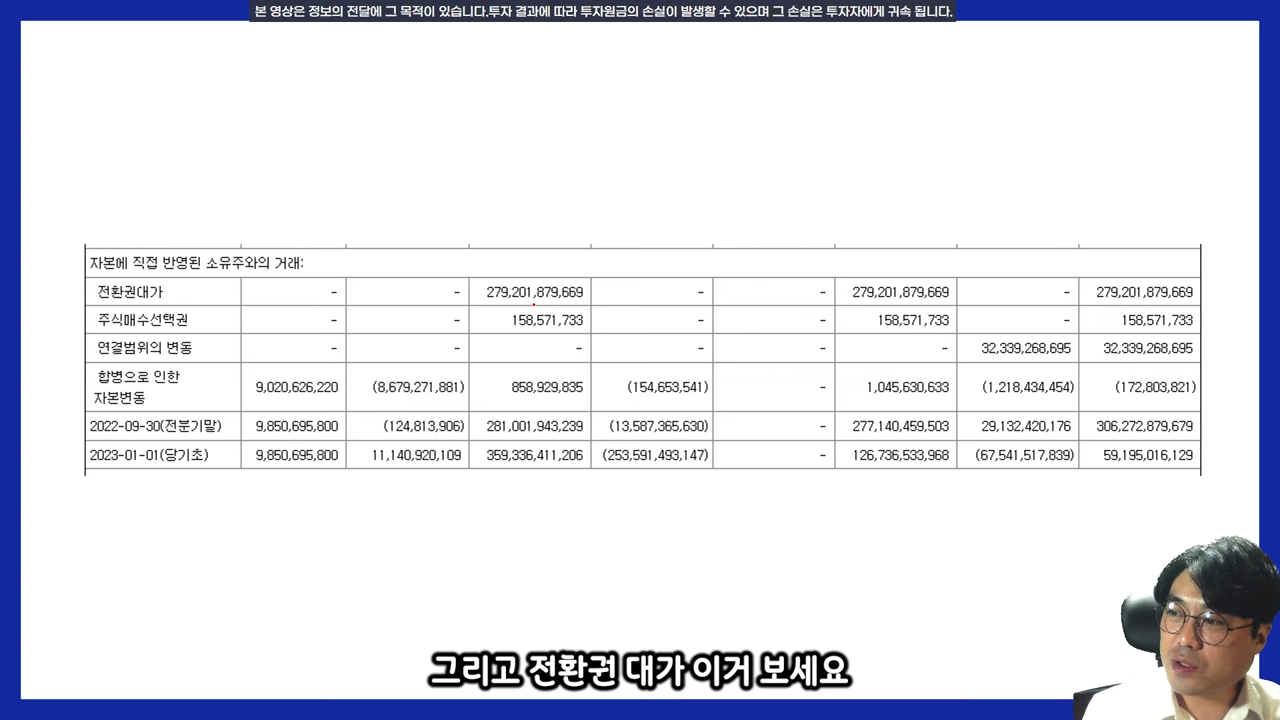 본 영상은 정보의 전달에 그 목적이 있습니다.투자 결과에 따라 투자원금의 손실이 발생할 수 있으며 그 손실은 투자자에게 귀속 됩니다.
자본에 직접 반영된 소유주와의 거래:
전환권대가 - - 279,201,879,669 - - 279,201,879,669 - 279,201,879,669
주식매수선택권 - - 158,571,733 - - 158,571,733 - 158,571,733
연결범위의 변동 - - - - - - 32,339,268,695 32,339,268,695
합병으로 인한
자본변동 9,020,626,220 (8,679,271,881) 858,929,835 (154,653,541) - 1,045,630,633 (1,218,434,454) (172,803,821)
2022-09-30(전분기말) 9,850,695,800 (124,813,906) 281,001,943,239 (13,587,365,630) - 277,140,459,503 29,132,420,176 306,272,879,679
2023-01-01(당기초) 9,850,695,800 11,140,920,109 359,336,411,206 (253,591,493,147) - 126,736,533,968 (67,541,517,839) 59,195,016,129
그리고 전환권 대가 이거 보세요